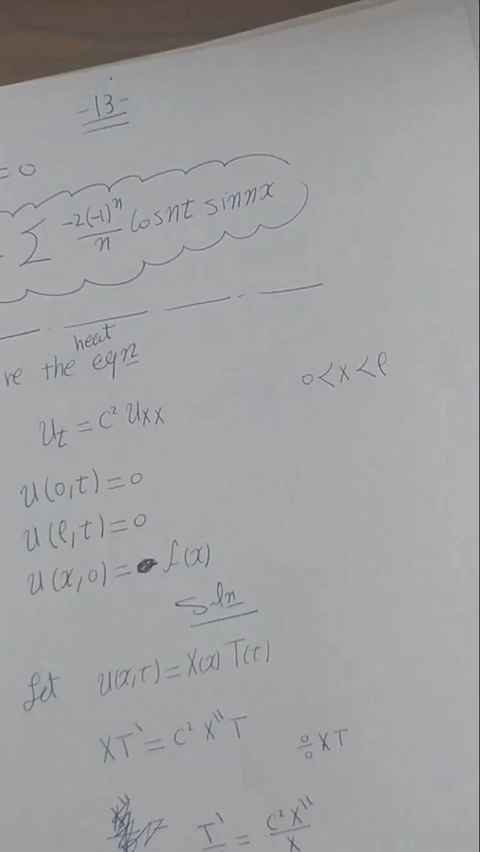 -13-
= 0
Σ -2(-1)ⁿ/n cosnt sinnx
heat
re the eqn
u_t = c² u_xx    0<x<ℓ
u(0,t) = 0
u(ℓ,t) = 0
u(x,0) = f(x)
Soln
Let u(x,t) = X(x) T(t)
XT' = c² X'' T    ÷ XT
T'/ = c² X''/X